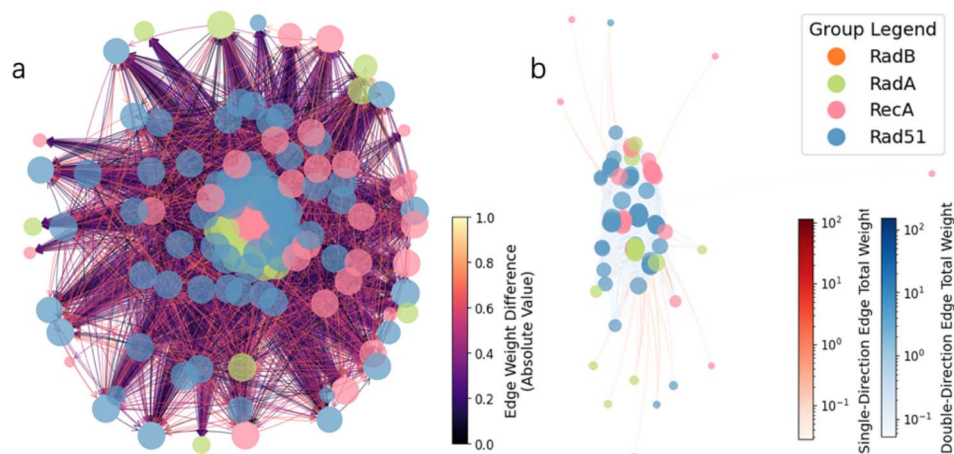 a
b
Group Legend
RadB
RadA
RecA
Rad51
Edge Weight Difference
(Absolute Value)
1.0
0.8
0.6
0.4
0.2
0.0
10²
10¹
10⁰
10⁻¹
Single-Direction Edge Total Weight
10²
10¹
10⁰
10⁻¹
Double-Direction Edge Total Weight